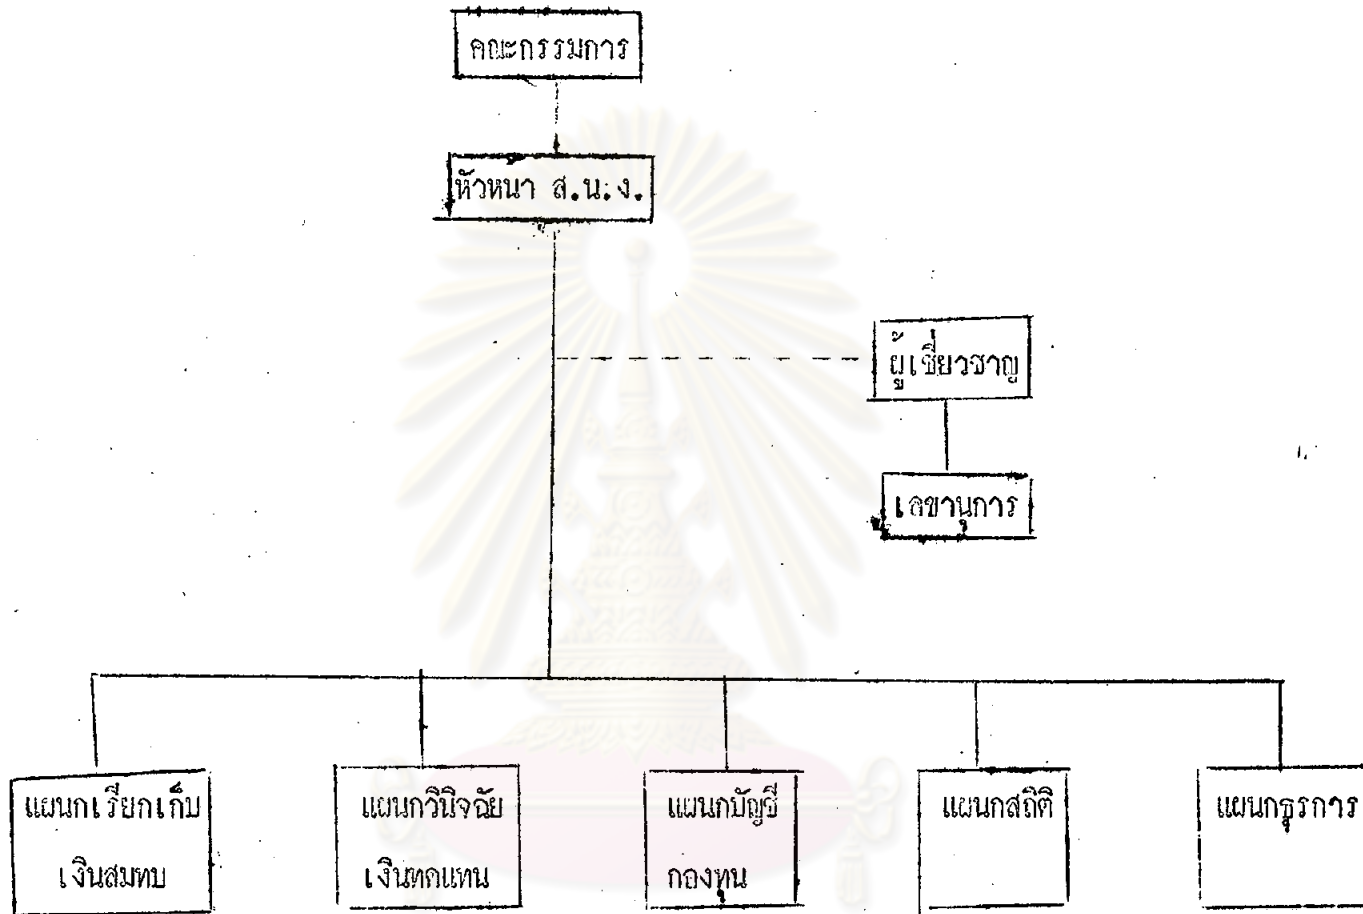 คณะกรรมการ
หัวหนา ส.น.ง.
ผู้เชี่ยวชาญ
เลขานุการ
แผนกเรียกเก็บ
เงินสมทบ
แผนกวินิจฉัย
เงินทดแทน
แผนกบัญชี
กองทุน
แผนกสถิติ
แผนกธุรการ